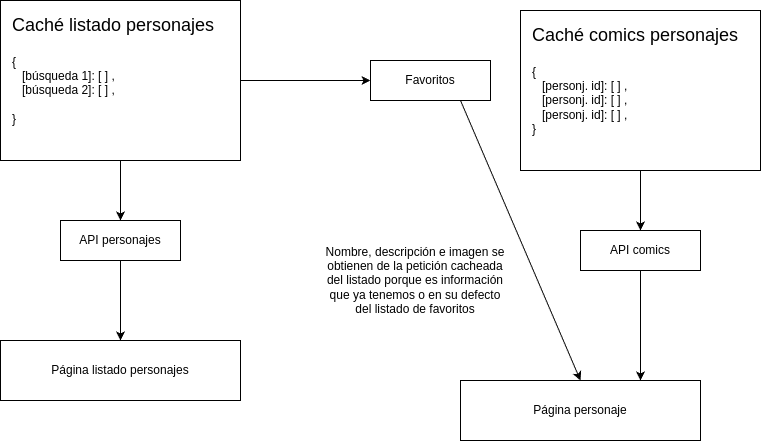 Caché listado personajes
{
[búsqueda 1]: [ ] ,
[búsqueda 2]: [ ] ,
}
Favoritos
Caché comics personajes
{
[personj. id]: [ ] ,
[personj. id]: [ ] ,
[personj. id]: [ ] ,
}
API personajes
API comics
Nombre, descripción e imagen se
obtienen de la petición cacheada
del listado porque es información
que ya tenemos o en su defecto
del listado de favoritos
Página listado personajes
Página personaje